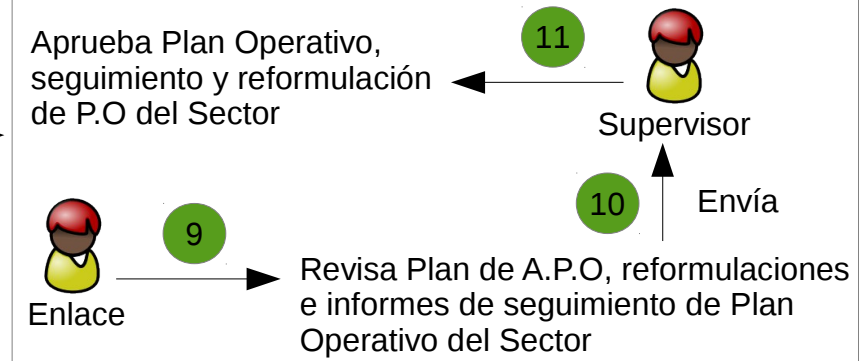 Aprueba Plan Operativo,
seguimiento y reformulación
de P.O del Sector
11
Supervisor
10
Envía
9
Enlace
Revisa Plan de A.P.O, reformulaciones
e informes de seguimiento de Plan
Operativo del Sector